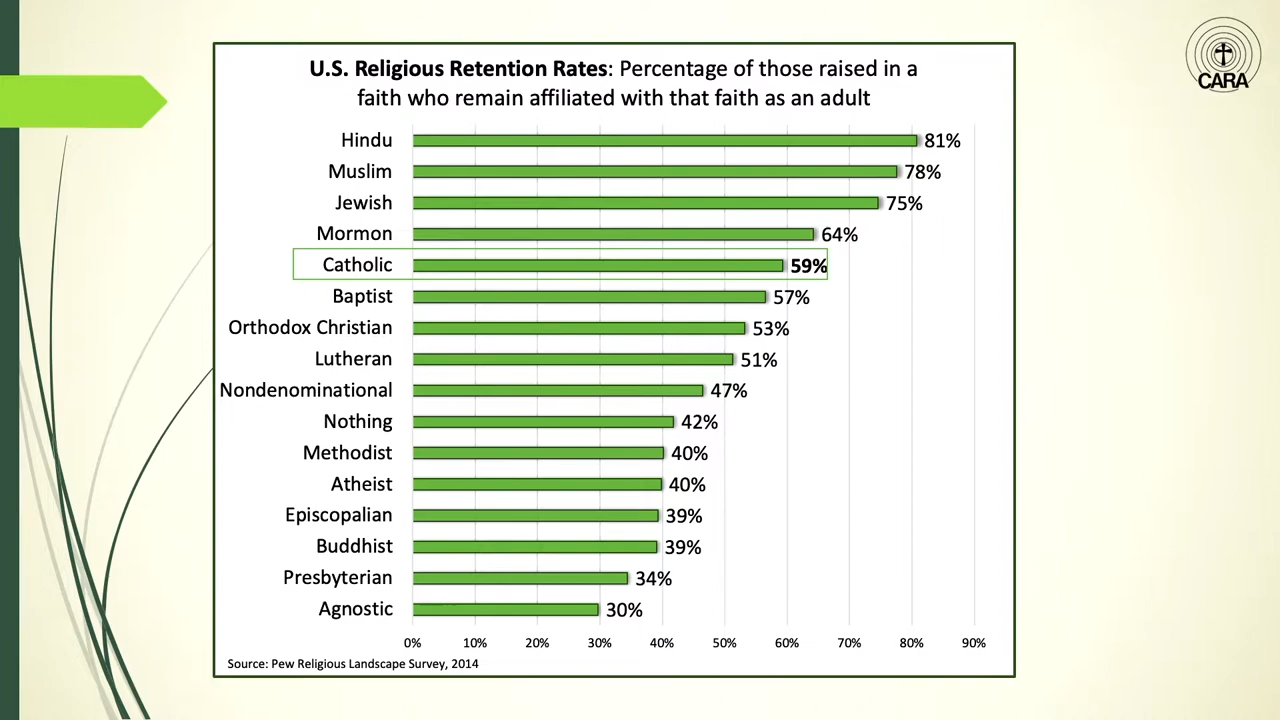 CARA
U.S. Religious Retention Rates: Percentage of those raised in a
faith who remain affiliated with that faith as an adult
Hindu 81%
Muslim 78%
Jewish 75%
Mormon 64%
Catholic 59%
Baptist 57%
Orthodox Christian 53%
Lutheran 51%
Nondenominational 47%
Nothing 42%
Methodist 40%
Atheist 40%
Episcopalian 39%
Buddhist 39%
Presbyterian 34%
Agnostic 30%
0% 10% 20% 30% 40% 50% 60% 70% 80% 90%
Source: Pew Religious Landscape Survey, 2014